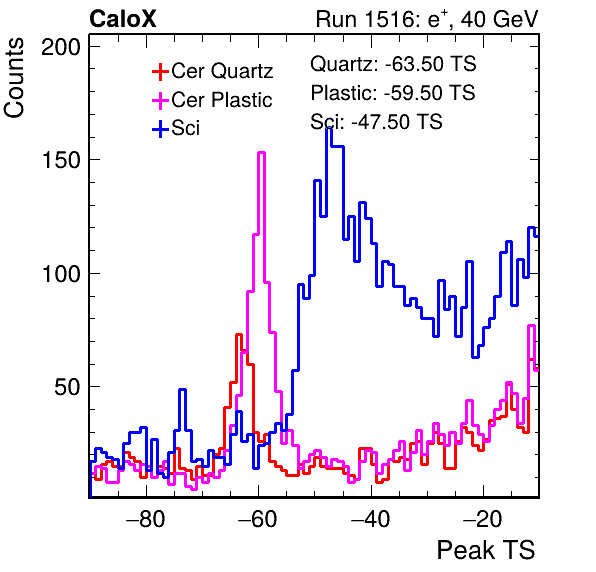 CaloX Run 1516: e⁺, 40 GeV
Counts
200
150
100
50
Cer Quartz
Cer Plastic
Sci
Quartz: -63.50 TS
Plastic: -59.50 TS
Sci: -47.50 TS
−80 −60 −40 −20
Peak TS